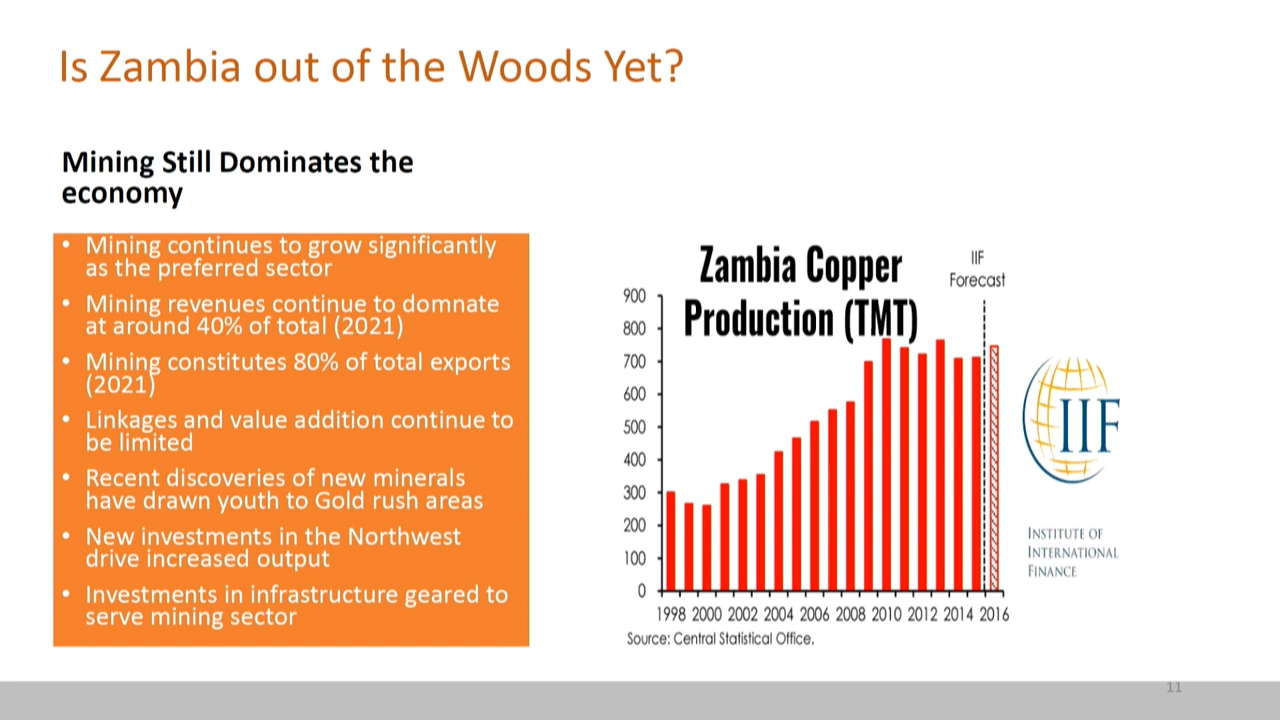 Is Zambia out of the Woods Yet?
Mining Still Dominates the
economy
• Mining continues to grow significantly
as the preferred sector
• Mining revenues continue to domnate
at around 40% of total (2021)
• Mining constitutes 80% of total exports
(2021)
• Linkages and value addition continue to
be limited
• Recent discoveries of new minerals
have drawn youth to Gold rush areas
• New investments in the Northwest
drive increased output
• Investments in infrastructure geared to
serve mining sector
Zambia Copper
Production (TMT)
IIF
Forecast
900
800
700
600
500
400
300
200
100
0
1998 2000 2002 2004 2006 2008 2010 2012 2014 2016
Source: Central Statistical Office.
IIF
INSTITUTE OF
INTERNATIONAL
FINANCE
11